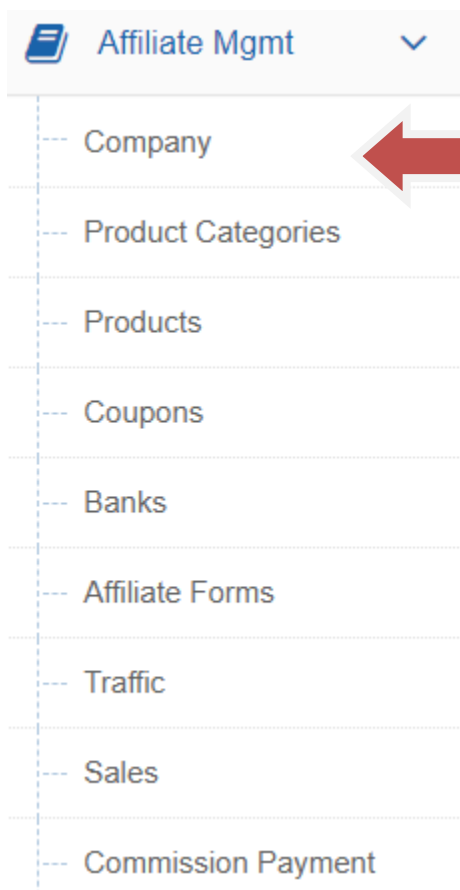 Affiliate Mgmt
Company
Product Categories
Products
Coupons
Banks
Affiliate Forms
Traffic
Sales
Commission Payment